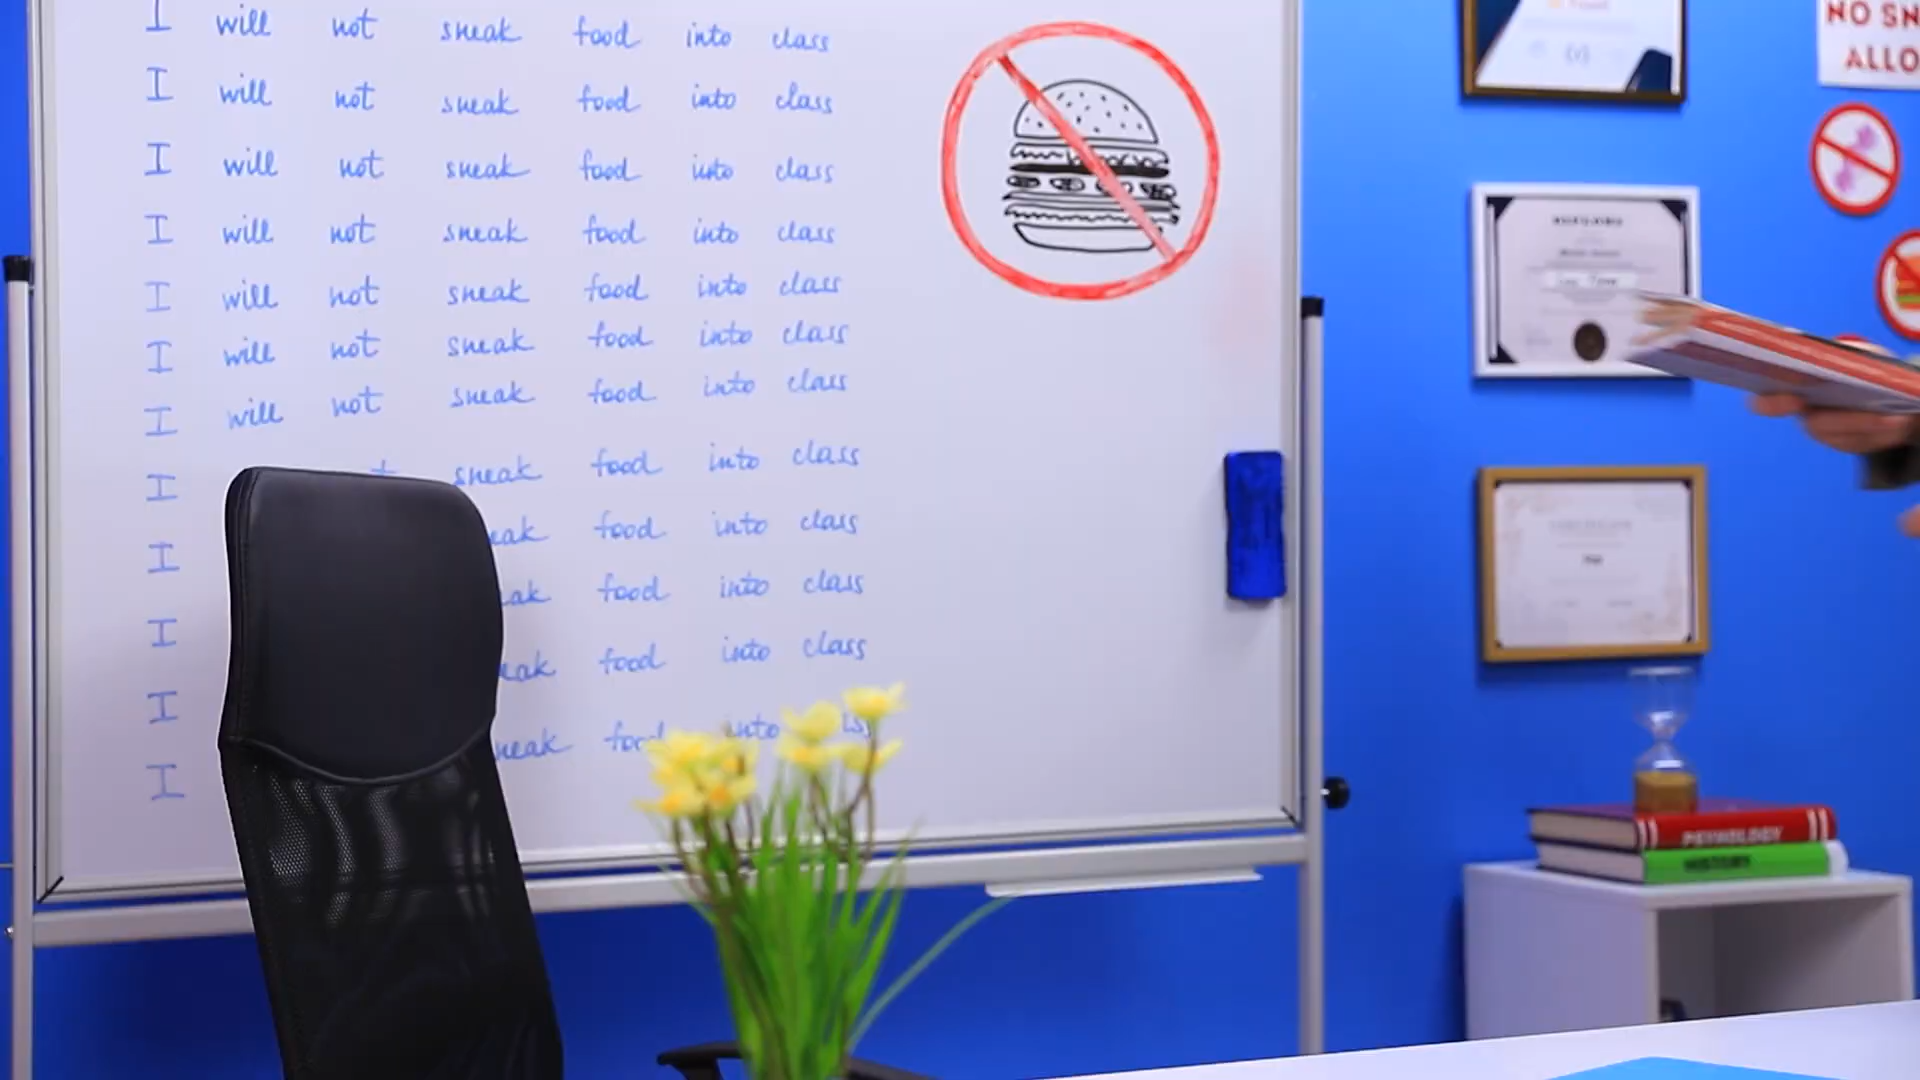 I will not sneak food into class
I will not sneak food into class
I will not sneak food into class
I will not sneak food into class
I will not sneak food into class
I will not sneak food into class
I will not sneak food into class
I sneak food into class
I food into class
I food into class
I food into class
I food into
NO SN
ALLO
HISTORY